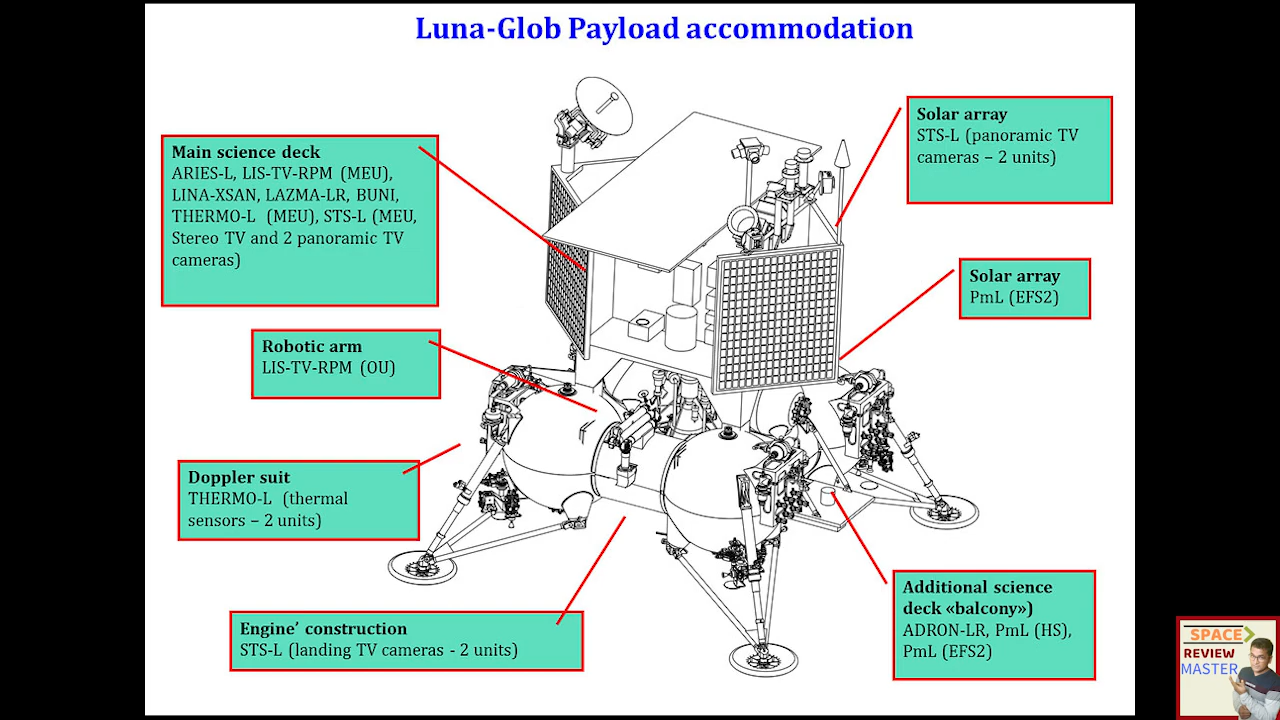 Luna-Glob Payload accommodation
Main science deck
ARIES-L, LIS-TV-RPM (MEU),
LINA-XSAN, LAZMA-LR, BUNI,
THERMO-L (MEU), STS-L (MEU,
Stereo TV and 2 panoramic TV
cameras)
Solar array
STS-L (panoramic TV
cameras – 2 units)
Solar array
PmL (EFS2)
Robotic arm
LIS-TV-RPM (OU)
Doppler suit
THERMO-L (thermal
sensors – 2 units)
Engine’ construction
STS-L (landing TV cameras - 2 units)
Additional science
deck «balcony»)
ADRON-LR, PmL (HS),
PmL (EFS2)
SPACE
REVIEW
MASTER